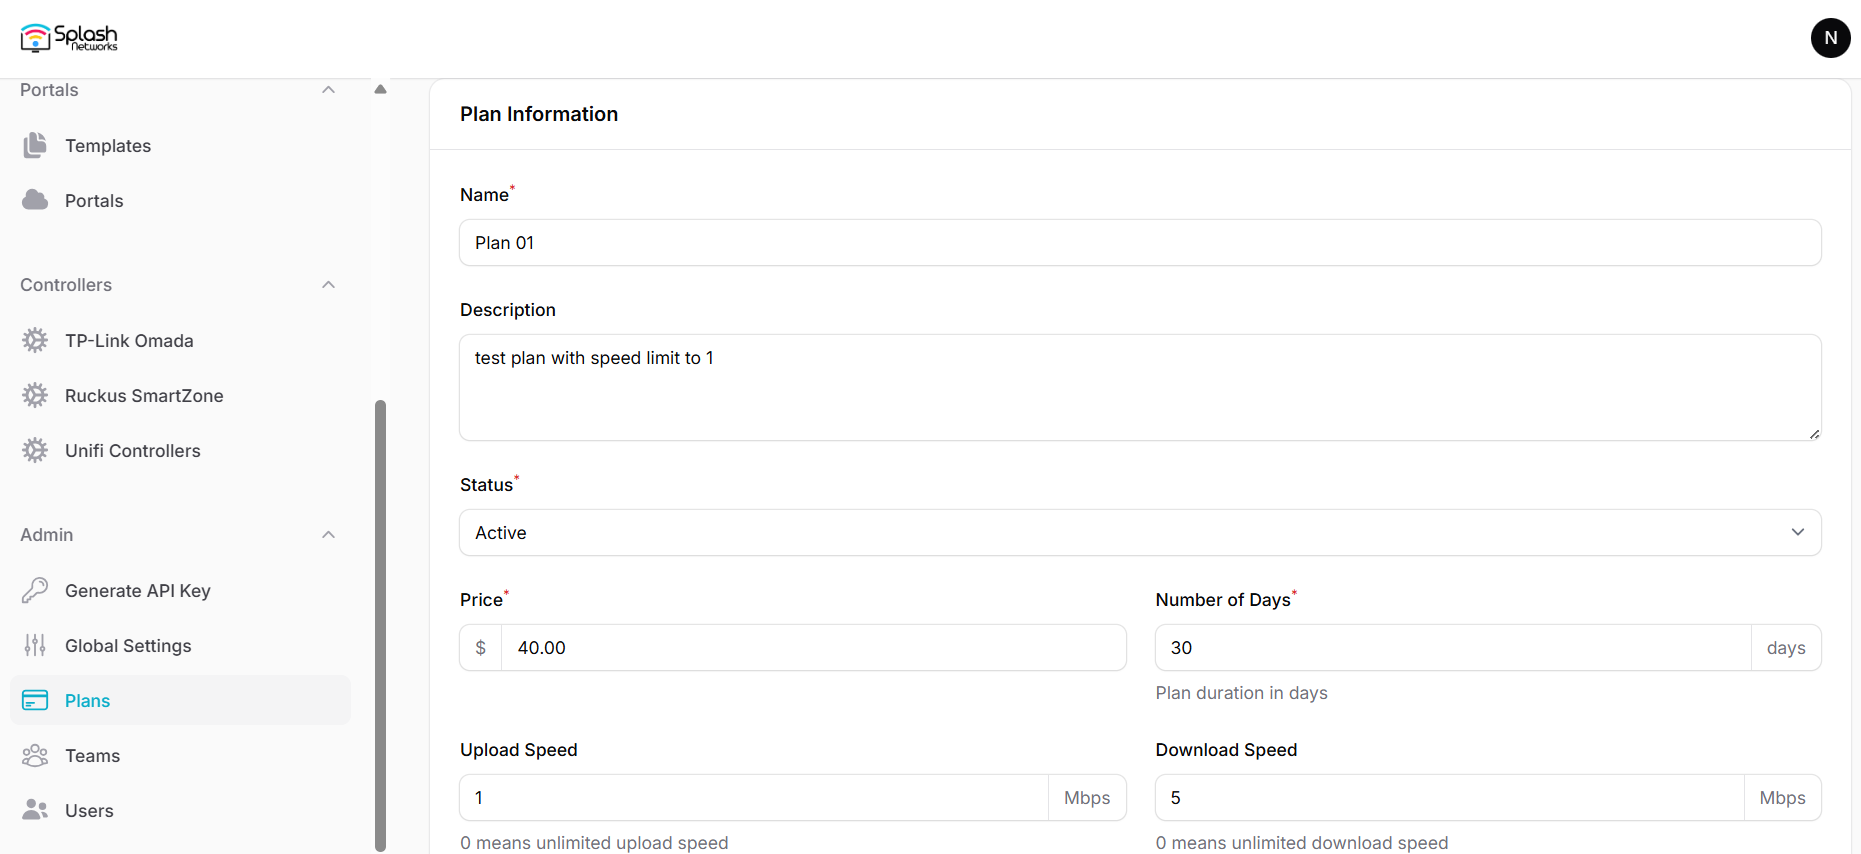 Splash
Networks
N
Portals
Templates
Portals
Controllers
TP-Link Omada
Ruckus SmartZone
Unifi Controllers
Admin
Generate API Key
Global Settings
Plans
Teams
Users
Plan Information
Name*
Plan 01
Description
test plan with speed limit to 1
Status*
Active
Price*
$ 40.00
Number of Days*
30 days
Plan duration in days
Upload Speed
1 Mbps
0 means unlimited upload speed
Download Speed
5 Mbps
0 means unlimited download speed